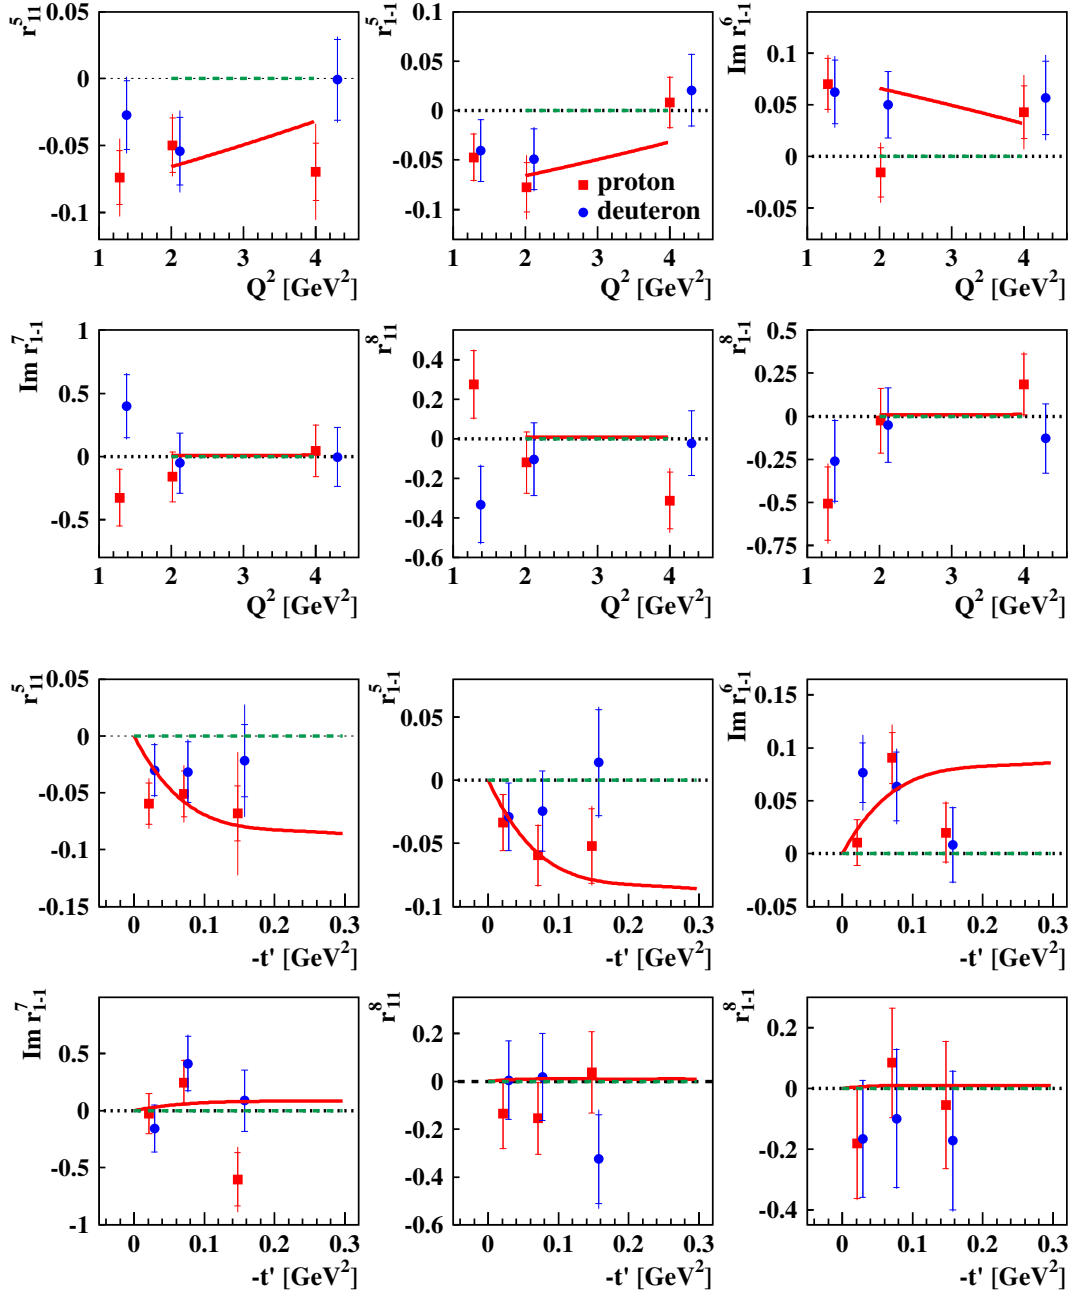 r⁵₁₁
0.05
0
-0.05
-0.1
1 2 3 4
Q² [GeV²]
r⁵₁₋₁
0.1
0.05
0
-0.05
-0.1
proton
deuteron
1 2 3 4
Q² [GeV²]
Im r⁶₁₋₁
0.1
0.05
0
-0.05
1 2 3 4
Q² [GeV²]
Im r⁷₁₋₁
1
0.5
0
-0.5
1 2 3 4
Q² [GeV²]
r⁸₁₁
0.4
0.2
0
-0.2
-0.4
-0.6
1 2 3 4
Q² [GeV²]
r⁸₁₋₁
0.5
0.25
0
-0.25
-0.5
-0.75
1 2 3 4
Q² [GeV²]
r⁵₁₁
0.05
0
-0.05
-0.1
-0.15
0 0.1 0.2 0.3
-t' [GeV²]
r⁵₁₋₁
0.05
0
-0.05
-0.1
0 0.1 0.2 0.3
-t' [GeV²]
Im r⁶₁₋₁
0.15
0.1
0.05
0
-0.05
0 0.1 0.2 0.3
-t' [GeV²]
Im r⁷₁₋₁
0.5
0
-0.5
-1
0 0.1 0.2 0.3
-t' [GeV²]
r⁸₁₁
0.2
0
-0.2
-0.4
-0.6
0 0.1 0.2 0.3
-t' [GeV²]
r⁸₁₋₁
0.2
0
-0.2
-0.4
0 0.1 0.2 0.3
-t' [GeV²]